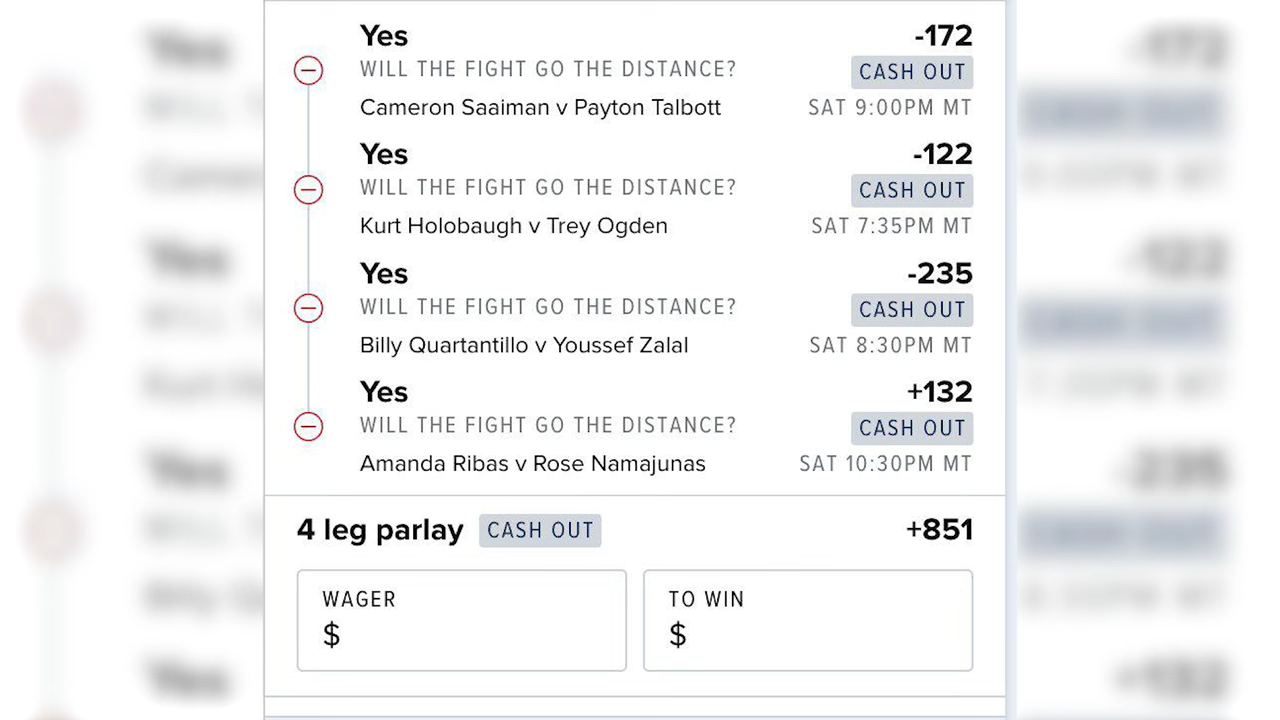 Yes -172
WILL THE FIGHT GO THE DISTANCE? CASH OUT
Cameron Saaiman v Payton Talbott SAT 9:00PM MT
Yes -122
WILL THE FIGHT GO THE DISTANCE? CASH OUT
Kurt Holobaugh v Trey Ogden SAT 7:35PM MT
Yes -235
WILL THE FIGHT GO THE DISTANCE? CASH OUT
Billy Quartantillo v Youssef Zalal SAT 8:30PM MT
Yes +132
WILL THE FIGHT GO THE DISTANCE? CASH OUT
Amanda Ribas v Rose Namajunas SAT 10:30PM MT
4 leg parlay CASH OUT +851
WAGER TO WIN
$ $